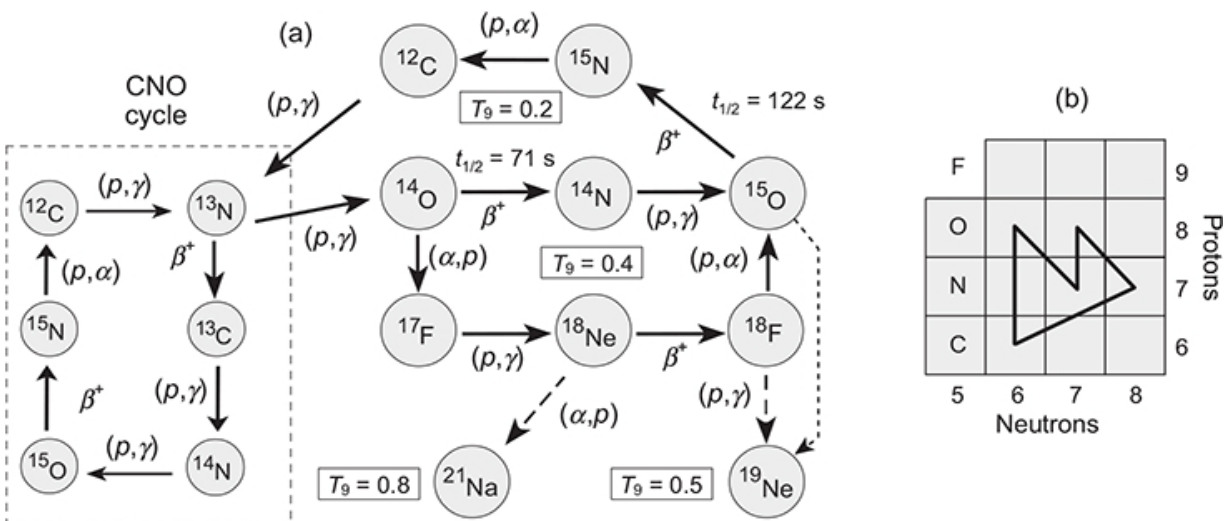 (a)
CNO
cycle
¹²C
(p,γ)
¹³N
β⁺
¹³C
(p,γ)
¹⁴N
(p,γ)
¹⁵O
β⁺
¹⁵N
(p,α)
(p,γ)
¹²C
(p,α)
¹⁵N
T₉ = 0.2
t₁/₂ = 122 s
β⁺
(p,γ)
¹⁴O
t₁/₂ = 71 s
β⁺
¹⁴N
(p,γ)
¹⁵O
(α,p)
T₉ = 0.4
(p,α)
¹⁷F
(p,γ)
¹⁸Ne
β⁺
¹⁸F
(α,p)
(p,γ)
T₉ = 0.8
²¹Na
T₉ = 0.5
¹⁹Ne
(b)
F
9
O
8
N
7
C
6
Protons
5 6 7 8
Neutrons